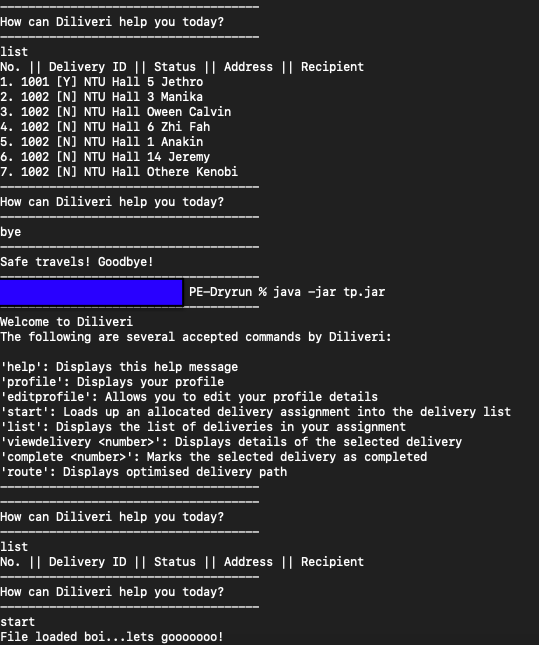 -------------------------------------
How can Diliveri help you today?
-------------------------------------
list
No. || Delivery ID || Status || Address || Recipient
1. 1001 [Y] NTU Hall 5 Jethro
2. 1002 [N] NTU Hall 3 Manika
3. 1002 [N] NTU Hall Oween Calvin
4. 1002 [N] NTU Hall 6 Zhi Fah
5. 1002 [N] NTU Hall 1 Anakin
6. 1002 [N] NTU Hall 14 Jeremy
7. 1002 [N] NTU Hall Othere Kenobi
-------------------------------------
How can Diliveri help you today?
-------------------------------------
bye
-------------------------------------
Safe travels! Goodbye!
-------------------------------------
PE-Dryrun % java -jar tp.jar
-------------------------------------
Welcome to Diliveri
The following are several accepted commands by Diliveri:
'help': Displays this help message
'profile': Displays your profile
'editprofile': Allows you to edit your profile details
'start': Loads up an allocated delivery assignment into the delivery list
'list': Displays the list of deliveries in your assignment
'viewdelivery <number>': Displays details of the selected delivery
'complete <number>': Marks the selected delivery as completed
'route': Displays optimised delivery path
-------------------------------------
-------------------------------------
How can Diliveri help you today?
-------------------------------------
list
No. || Delivery ID || Status || Address || Recipient
-------------------------------------
How can Diliveri help you today?
-------------------------------------
start
File loaded boi...lets gooooooo!